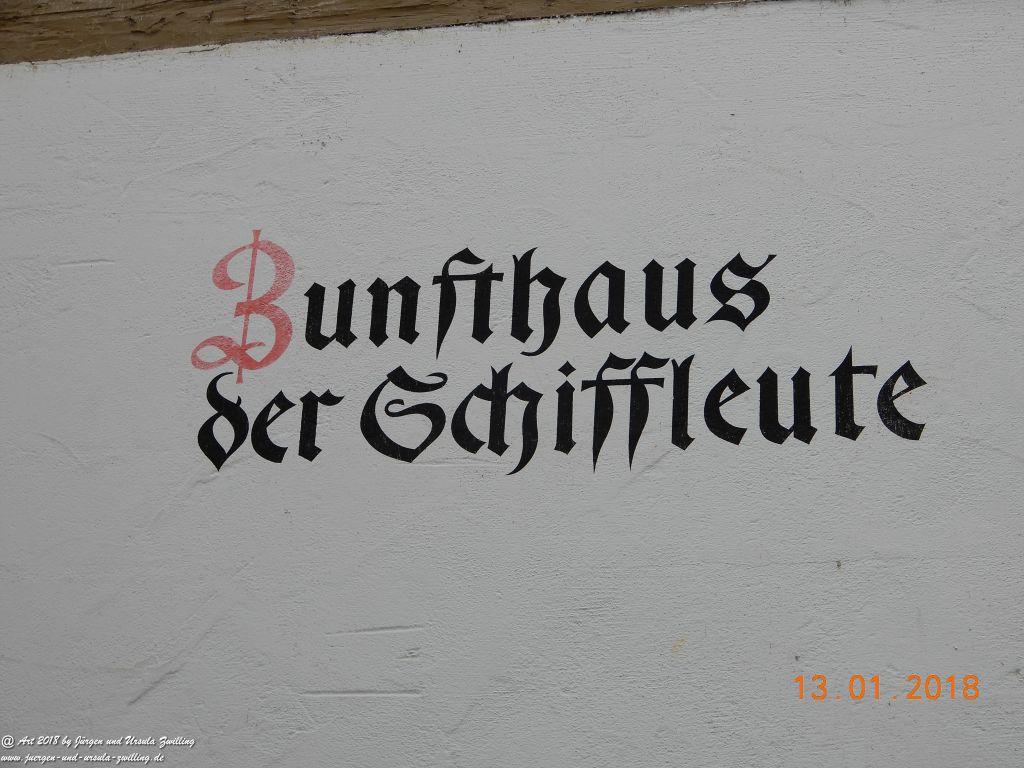 Zunfthaus
der Schiffleute
13.01.2018
@ Art 2018 by Jürgen und Ursula Zwilling
www.juergen-und-ursula-zwilling.de